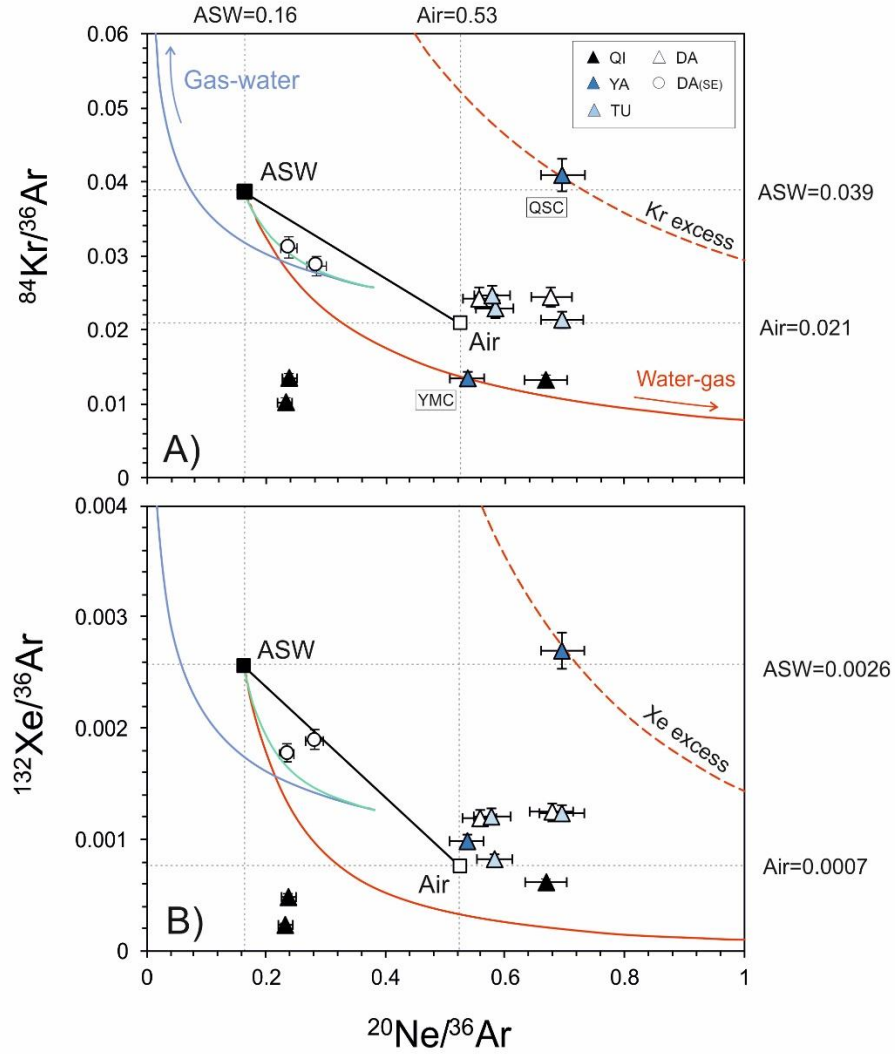 ASW=0.16 Air=0.53
0.06
0.05
0.04
0.03
0.02
0.01
0
⁸⁴Kr/³⁶Ar
Gas-water
ASW
QI DA
YA DA(SE)
TU
QSC
Kr excess
ASW=0.039
Air
Air=0.021
YMC
Water-gas
A)
0.004
0.003
0.002
0.001
0
¹³²Xe/³⁶Ar
ASW
ASW=0.0026
Xe excess
Air
Air=0.0007
B)
0 0.2 0.4 0.6 0.8 1
²⁰Ne/³⁶Ar